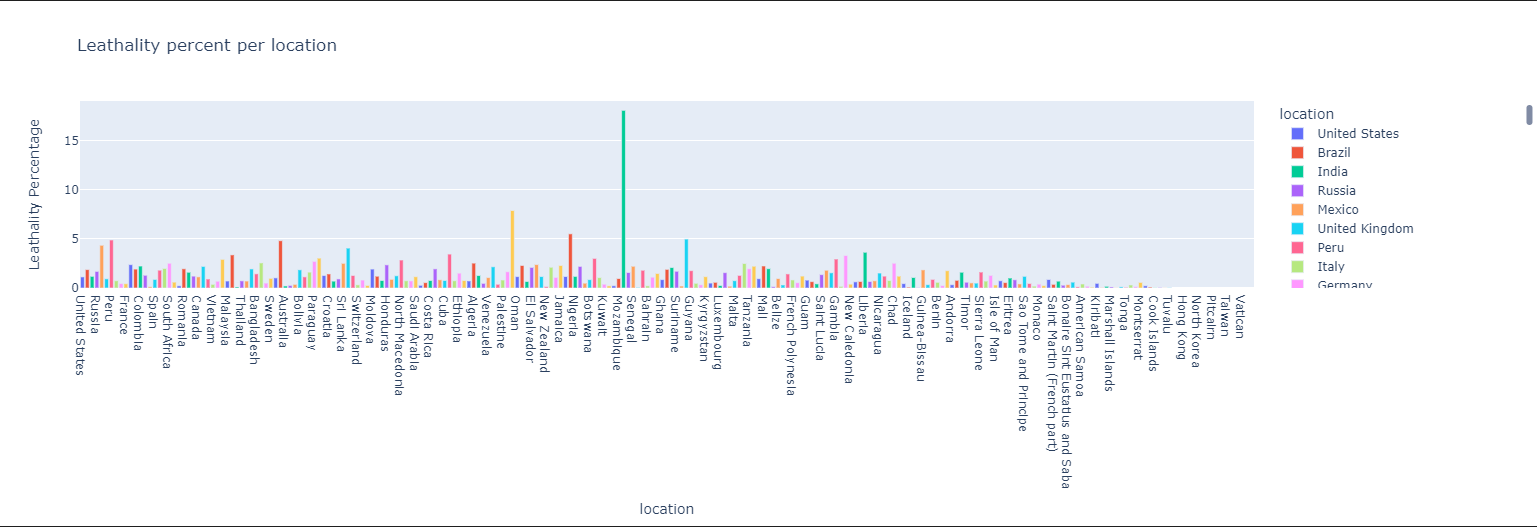 Leathality percent per location
Leathality Percentage
15
10
5
0
United States
Russia
Peru
France
Colombia
Spain
South Africa
Romania
Canada
Vietnam
Malaysia
Thailand
Bangladesh
Sweden
Australia
Bolivia
Paraguay
Croatia
Sri Lanka
Switzerland
Moldova
Honduras
North Macedonia
Saudi Arabia
Costa Rica
Cuba
Ethiopia
Algeria
Venezuela
Palestine
Oman
El Salvador
New Zealand
Jamaica
Nigeria
Botswana
Kuwait
Mozambique
Senegal
Bahrain
Ghana
Suriname
Guyana
Kyrgyzstan
Luxembourg
Malta
Tanzania
Mali
Belize
French Polynesia
Guam
Saint Lucia
Gambia
New Caledonia
Liberia
Nicaragua
Chad
Iceland
Guinea-Bissau
Benin
Andorra
Timor
Sierra Leone
Isle of Man
Eritrea
Sao Tome and Principe
Monaco
Saint Martin (French part)
Bonaire Sint Eustatius and Saba
American Samoa
Kiribati
Marshall Islands
Tonga
Montserrat
Cook Islands
Tuvalu
Hong Kong
North Korea
Pitcairn
Taiwan
Vatican
location
location
United States
Brazil
India
Russia
Mexico
United Kingdom
Peru
Italy
Germany